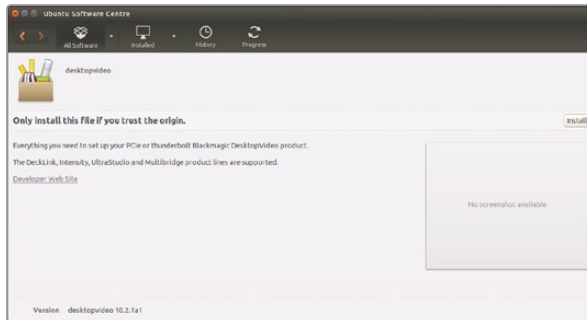 Ubuntu Software Centre
All Software Installed History Progress
desktopvideo
Only install this file if you trust the origin.
Install
Everything you need to set up your PCIe or thunderbolt Blackmagic DesktopVideo product.
The DeckLink, Intensity, UltraStudio and Multibridge product lines are supported.
Developer Web Site
No screenshot available
Version desktopvideo 10.2.1a1